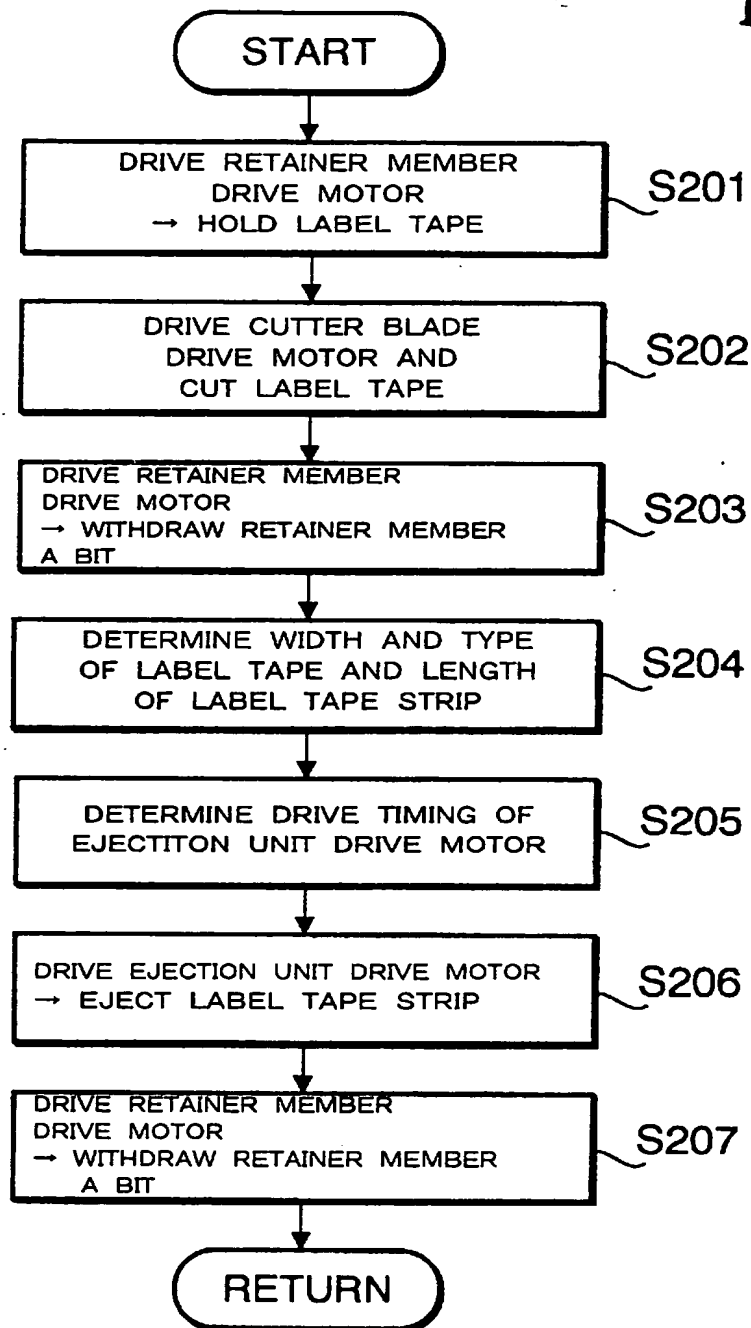 START
DRIVE RETAINER MEMBER
DRIVE MOTOR
→ HOLD LABEL TAPE
S201
DRIVE CUTTER BLADE
DRIVE MOTOR AND
CUT LABEL TAPE
S202
DRIVE RETAINER MEMBER
DRIVE MOTOR
→ WITHDRAW RETAINER MEMBER
A BIT
S203
DETERMINE WIDTH AND TYPE
OF LABEL TAPE AND LENGTH
OF LABEL TAPE STRIP
S204
DETERMINE DRIVE TIMING OF
EJECTITON UNIT DRIVE MOTOR
S205
DRIVE EJECTION UNIT DRIVE MOTOR
→ EJECT LABEL TAPE STRIP
S206
DRIVE RETAINER MEMBER
DRIVE MOTOR
→ WITHDRAW RETAINER MEMBER
A BIT
S207
RETURN